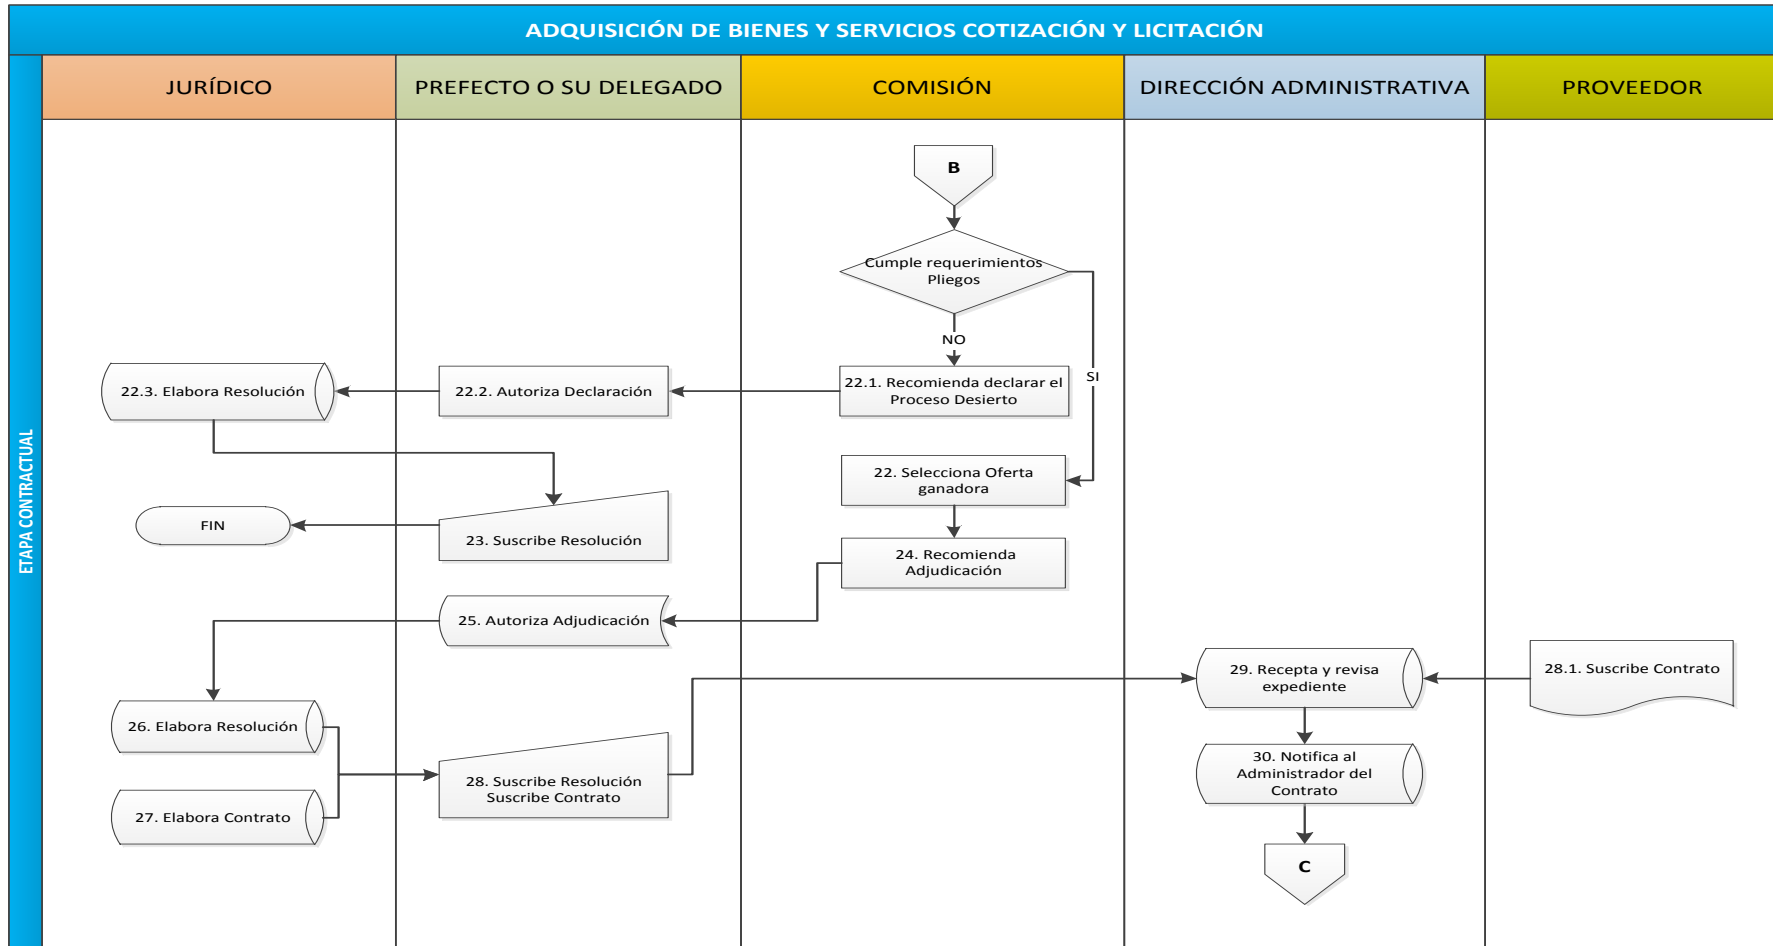 ADQUISICIÓN DE BIENES Y SERVICIOS COTIZACIÓN Y LICITACIÓN
JURÍDICO
PREFECTO O SU DELEGADO
COMISIÓN
DIRECCIÓN ADMINISTRATIVA
PROVEEDOR
ETAPA CONTRACTUAL
B
Cumple requerimientos
Pliegos
NO
SI
22.3. Elabora Resolución
22.2. Autoriza Declaración
22.1. Recomienda declarar el
Proceso Desierto
22. Selecciona Oferta
ganadora
FIN
23. Suscribe Resolución
24. Recomienda
Adjudicación
25. Autoriza Adjudicación
29. Recepta y revisa
expediente
28.1. Suscribe Contrato
26. Elabora Resolución
28. Suscribe Resolución
Suscribe Contrato
30. Notifica al
Administrador del
Contrato
27. Elabora Contrato
C